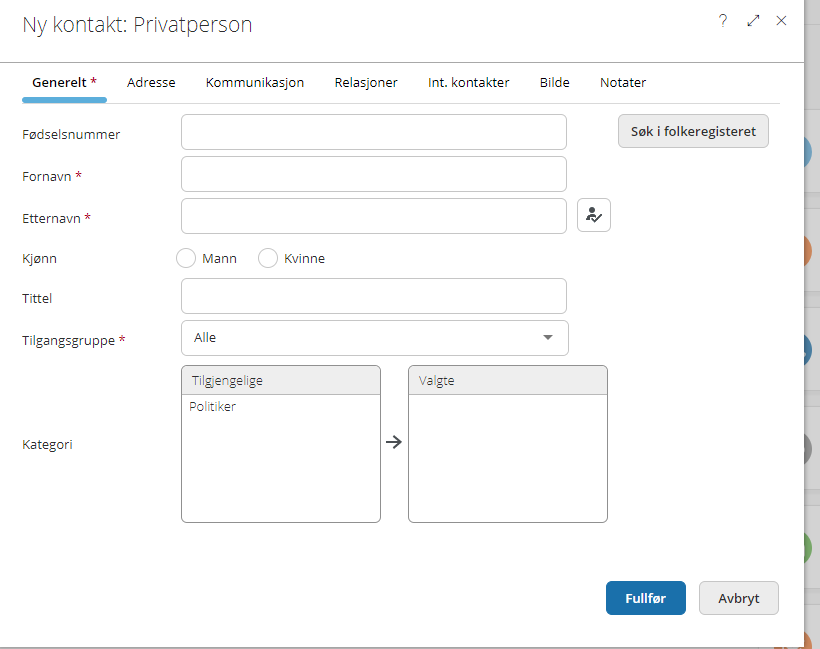 Ny kontakt: Privatperson
?
Generelt * Adresse Kommunikasjon Relasjoner Int. kontakter Bilde Notater
Fødselsnummer
Søk i folkeregisteret
Fornavn *
Etternavn *
Kjønn Mann Kvinne
Tittel
Tilgangsgruppe * Alle
Tilgjengelige Valgte
Politiker
Kategori
Fullfør Avbryt